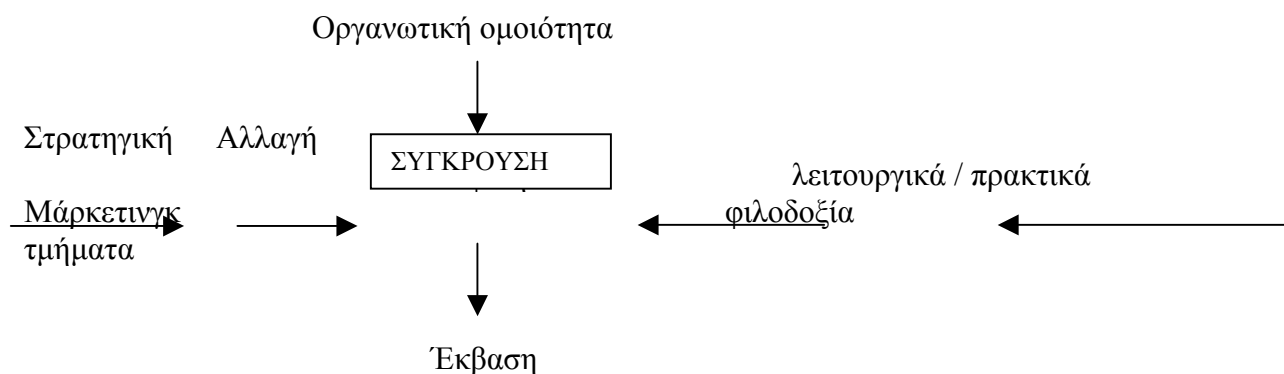 Οργανωτική ομοιότητα
Στρατηγική Αλλαγή
ΣΥΓΚΡΟΥΣΗ
λειτουργικά / πρακτικά
Μάρκετινγκ
φιλοδοξία
τμήματα
Έκβαση